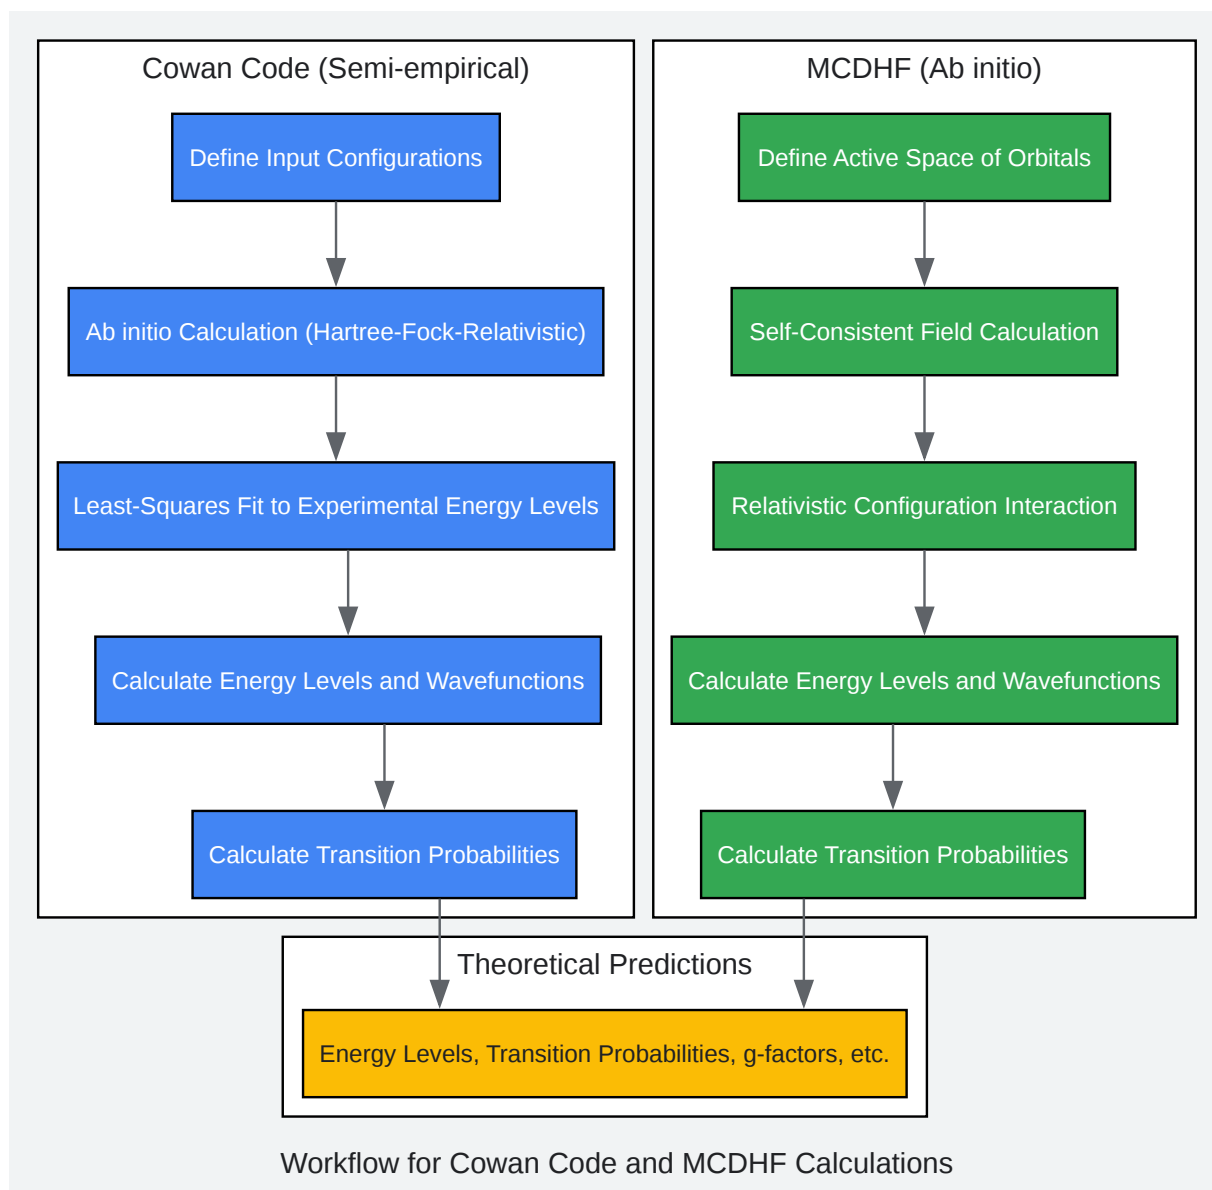 Cowan Code (Semi-empirical)
Define Input Configurations
Ab initio Calculation (Hartree-Fock-Relativistic)
Least-Squares Fit to Experimental Energy Levels
Calculate Energy Levels and Wavefunctions
Calculate Transition Probabilities
MCDHF (Ab initio)
Define Active Space of Orbitals
Self-Consistent Field Calculation
Relativistic Configuration Interaction
Calculate Energy Levels and Wavefunctions
Calculate Transition Probabilities
Theoretical Predictions
Energy Levels, Transition Probabilities, g-factors, etc.
Workflow for Cowan Code and MCDHF Calculations